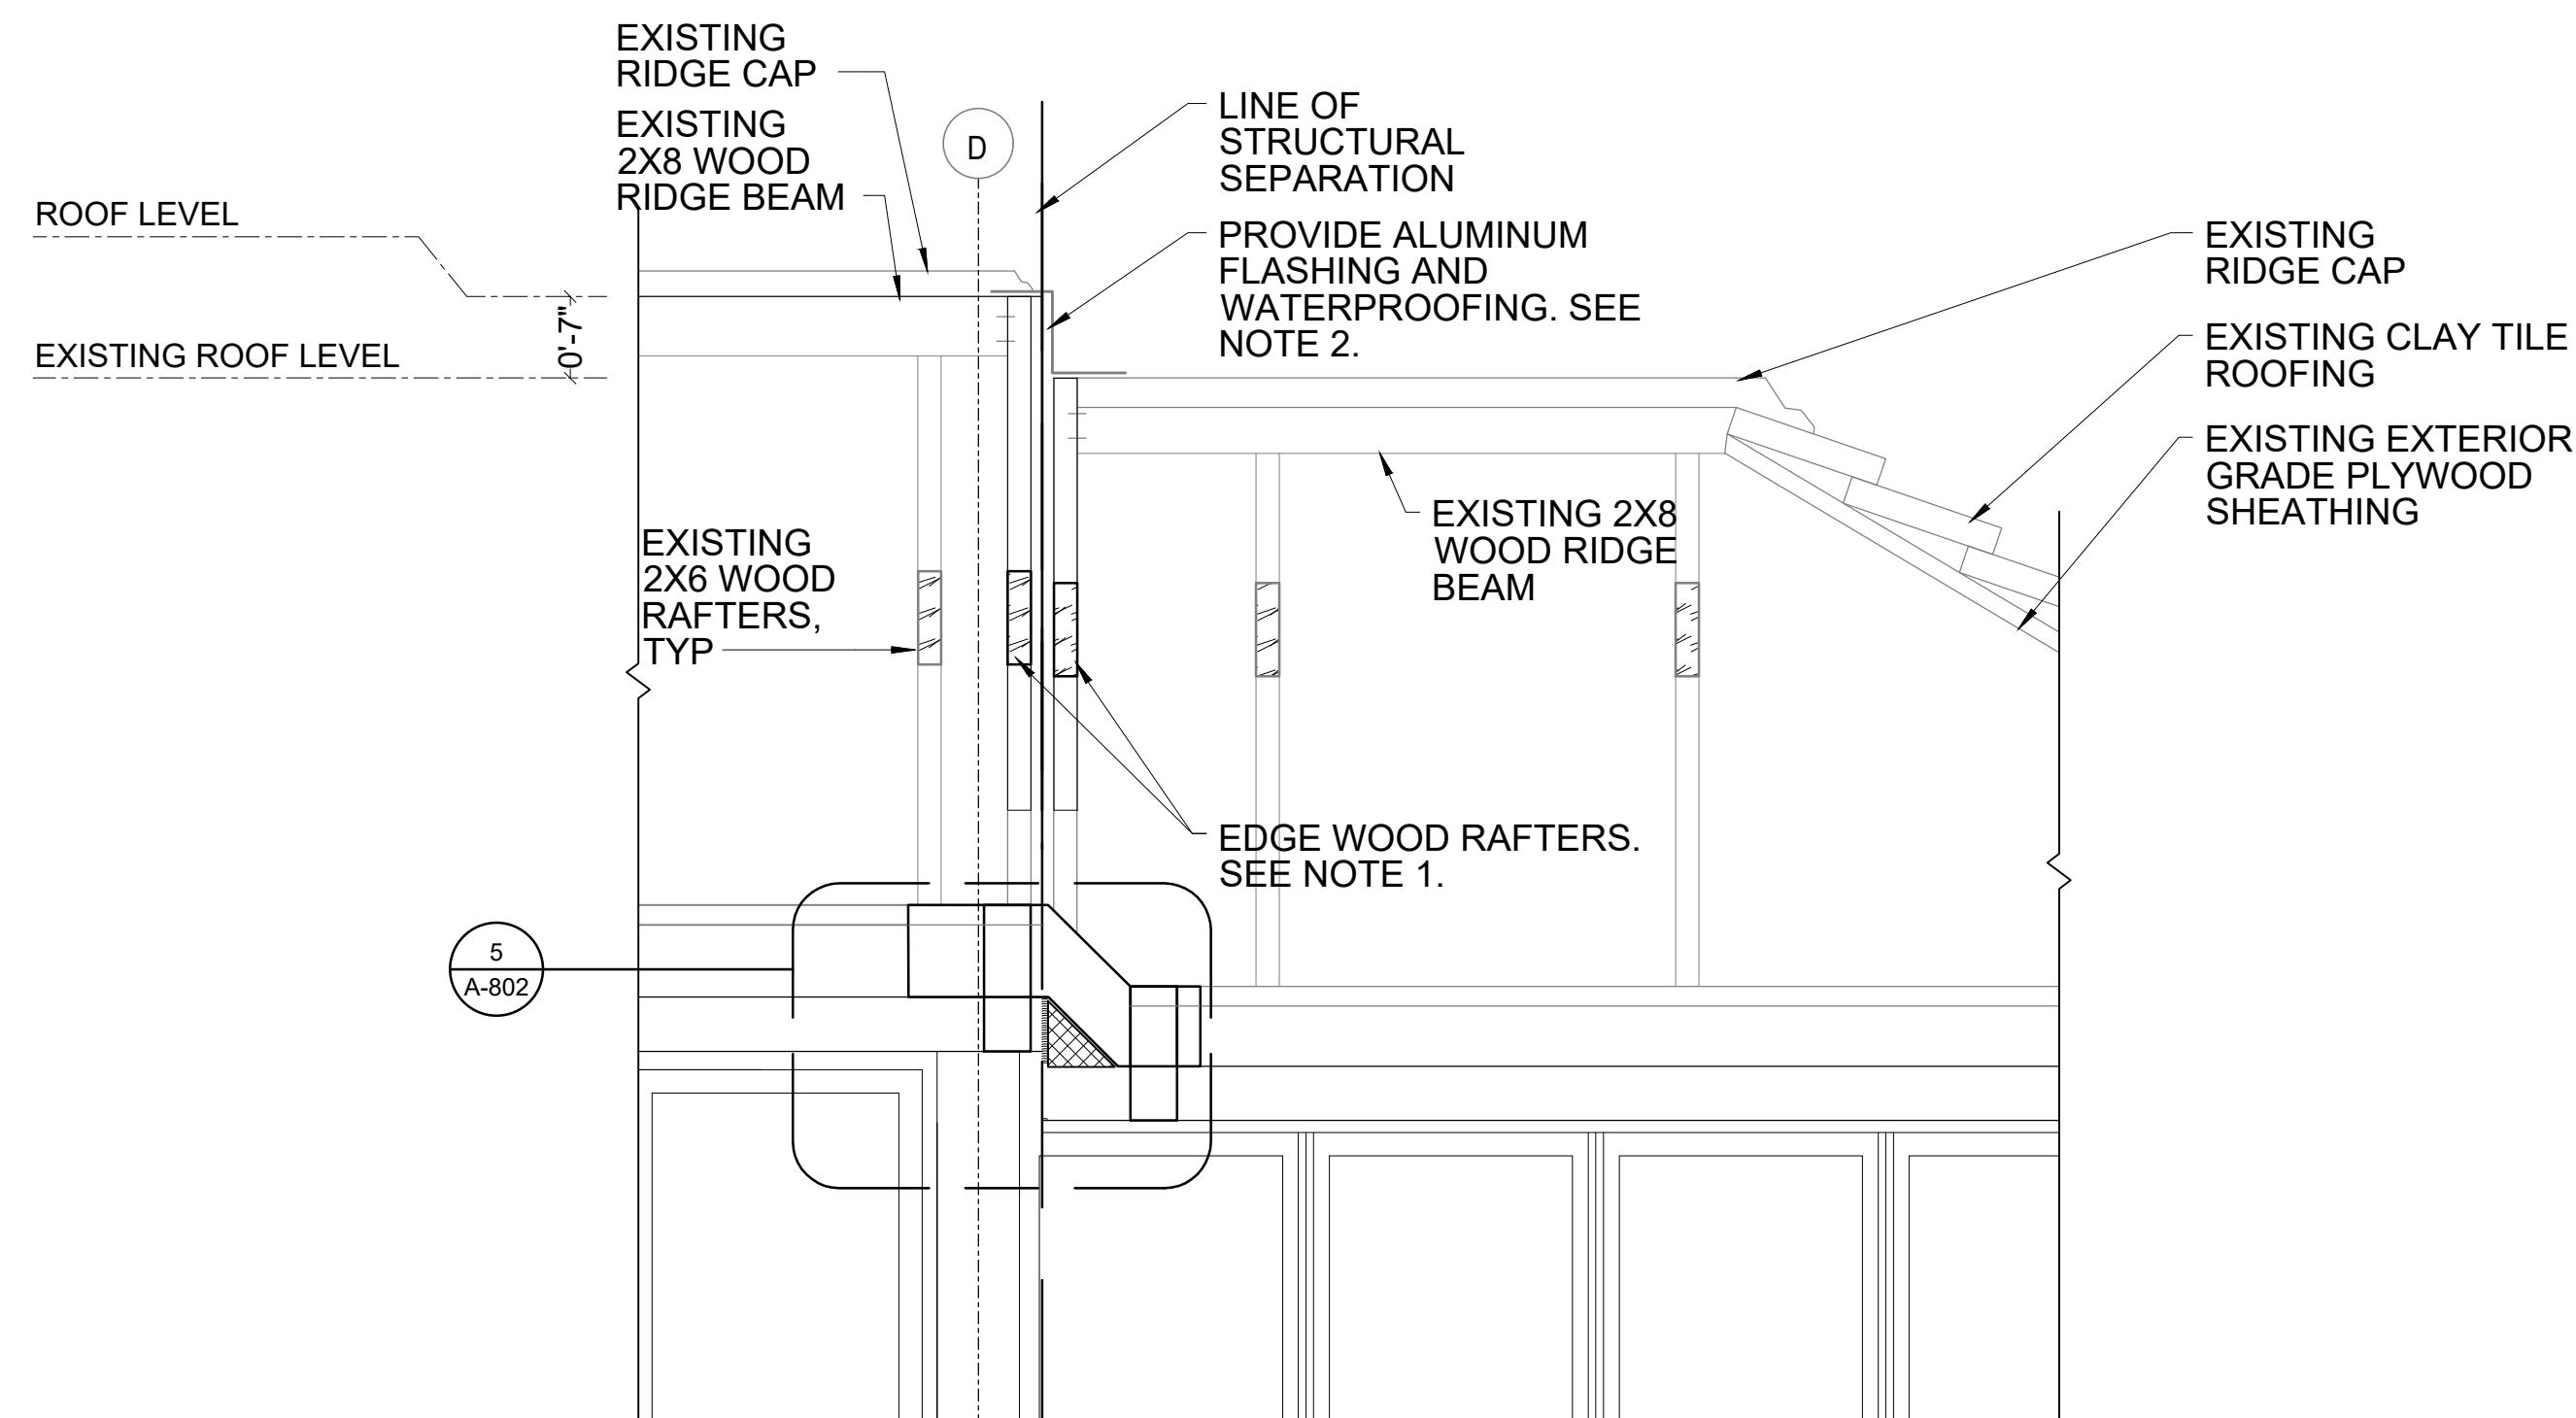 EXISTING
RIDGE CAP
EXISTING
2X8 WOOD
RIDGE BEAM
D
LINE OF
STRUCTURAL
SEPARATION
PROVIDE ALUMINUM
FLASHING AND
WATERPROOFING. SEE
NOTE 2.
ROOF LEVEL
EXISTING ROOF LEVEL
0'-7"
EXISTING
RIDGE CAP
EXISTING CLAY TILE
ROOFING
EXISTING EXTERIOR
GRADE PLYWOOD
SHEATHING
EXISTING 2X8
WOOD RIDGE
BEAM
EXISTING
2X6 WOOD
RAFTERS,
TYP
EDGE WOOD RAFTERS.
SEE NOTE 1.
5
A-802